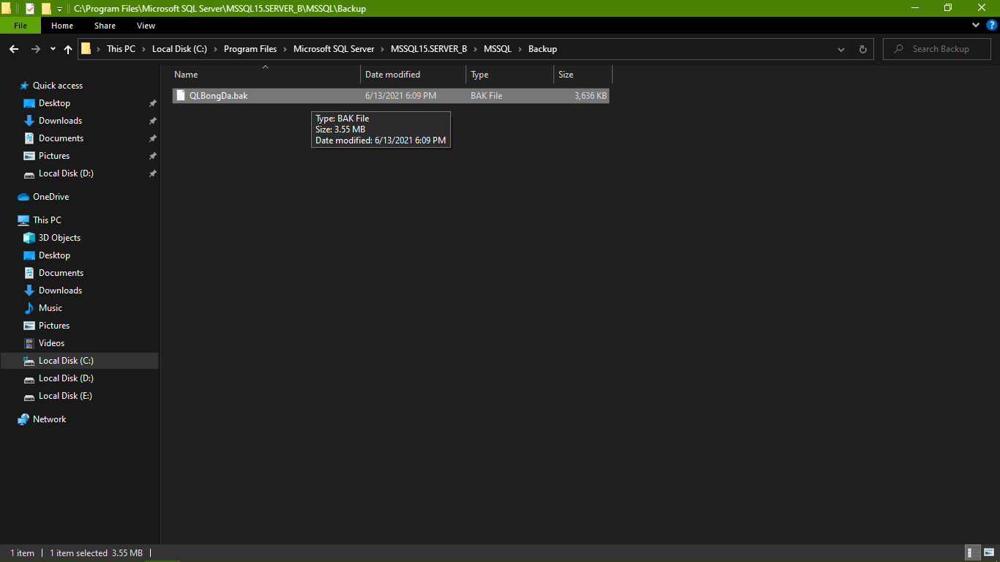 C:\Program Files\Microsoft SQL Server\MSSQL15.SERVER_B\MSSQL\Backup
File Home Share View
This PC Local Disk (C:) Program Files Microsoft SQL Server MSSQL15.SERVER_B MSSQL Backup
Search Backup
Name Date modified Type Size
QLBongDa.bak 6/13/2021 6:09 PM BAK File 3,636 KB
Type: BAK File
Size: 3.55 MB
Date modified: 6/13/2021 6:09 PM
Quick access
Desktop
Downloads
Documents
Pictures
Local Disk (D:)
OneDrive
This PC
3D Objects
Desktop
Documents
Downloads
Music
Pictures
Videos
Local Disk (C:)
Local Disk (D:)
Local Disk (E:)
Network
1 item 1 item selected 3.55 MB